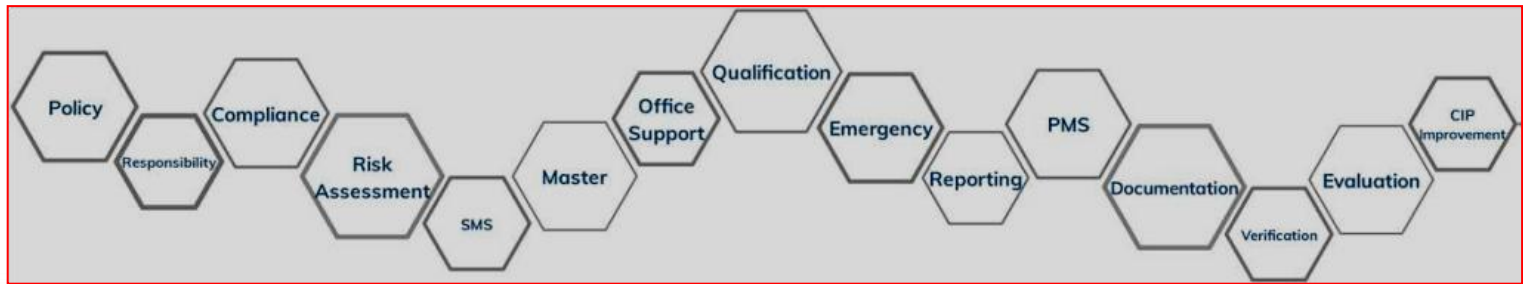 Policy
Responsibility
Compliance
Risk
Assessment
SMS
Master
Office
Support
Qualification
Emergency
Reporting
PMS
Documentation
Verification
Evaluation
CIP
Improvement